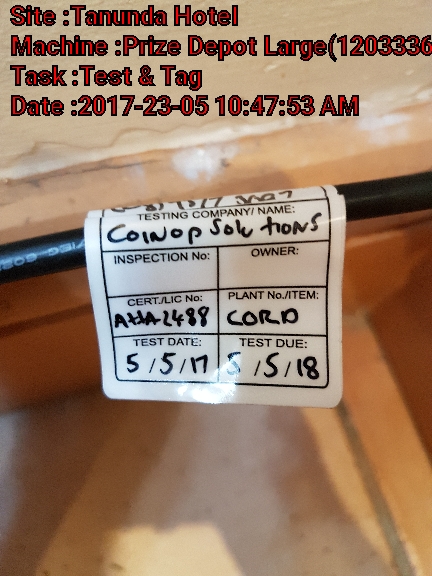 Site :Tanunda Hotel
Machine :Prize Depot Large(1203336
Task :Test & Tag
Date :2017-23-05 10:47:53 AM
TESTING COMPANY/ NAME:
Coinop Solutions
INSPECTION No: OWNER:
CERT./LIC No: PLANT No./ITEM:
AHA2488 CORD
TEST DATE: TEST DUE:
5/5/17 5/5/18